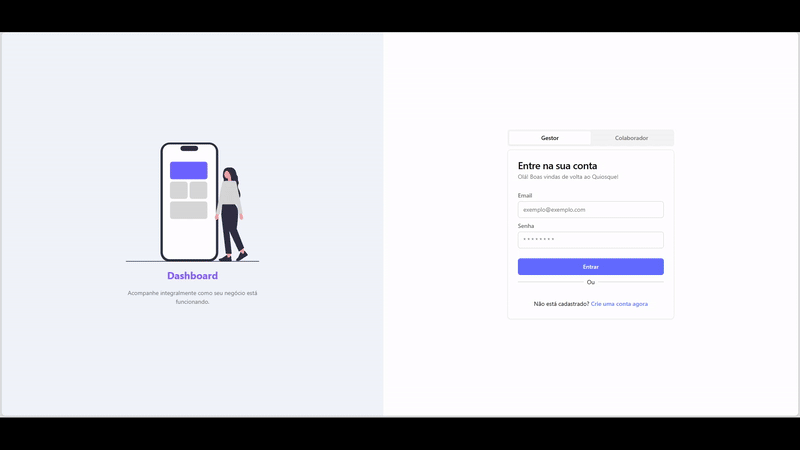 Dashboard
Acompanhe integralmente como seu negócio está
funcionando.
Gestor
Colaborador
Entre na sua conta
Olá! Boas vindas de volta ao Quiosque!
Email
exemplo@exemplo.com
Senha
********
Entrar
Ou
Não está cadastrado? Crie uma conta agora